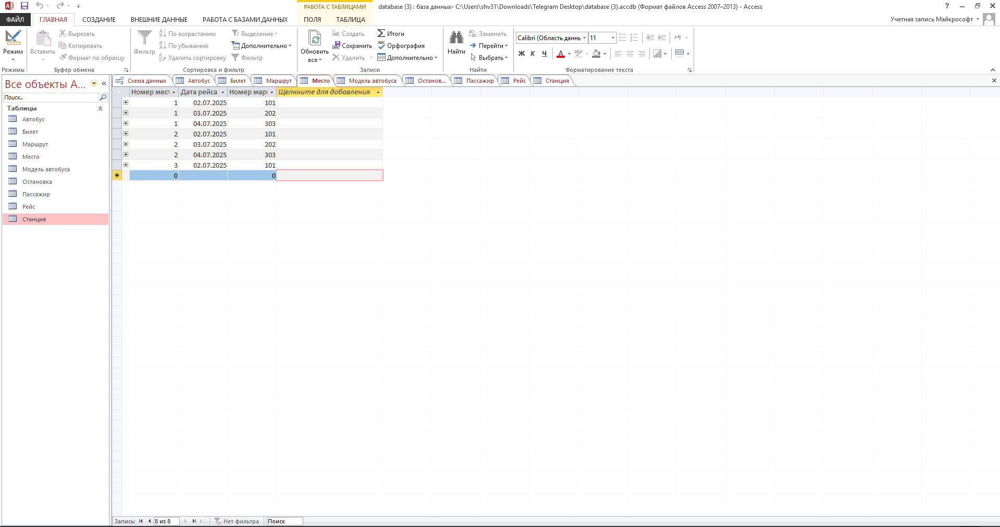 РАБОТА С ТАБЛИЦАМИ
database (3) : база данных- C:\Users\shv31\Downloads\Telegram Desktop\database (3).accdb (Формат файлов Access 2007–2013) - Access
ФАЙЛ ГЛАВНАЯ СОЗДАНИЕ ВНЕШНИЕ ДАННЫЕ РАБОТА С БАЗАМИ ДАННЫХ ПОЛЯ ТАБЛИЦА
Учетная запись Майкрософт
Режим
Режимы
Вставить
Вырезать
Копировать
Формат по образцу
Буфер обмена
Фильтр
По возрастанию
По убыванию
Удалить сортировку
Выделение
Дополнительно
Фильтр
Сортировка и фильтр
Обновить
все
Создать
Сохранить
Удалить
Итоги
Орфография
Дополнительно
Записи
Найти
Заменить
Перейти
Выбрать
Найти
Calibri (Область даннь 11
Ж К Ч
Форматирование текста
Все объекты A...
Поиск...
Таблицы
Автобус
Билет
Маршрут
Место
Модель автобуса
Остановка
Пассажир
Рейс
Станция
Схема данных Автобус Билет Маршрут Место Модель автобуса Останов... Пассажир Рейс Станция
Номер мест Дата рейса Номер мар Щелкните для добавления
1 02.07.2025 101
1 03.07.2025 202
1 04.07.2025 303
2 02.07.2025 101
2 03.07.2025 202
2 04.07.2025 303
3 02.07.2025 101
0 0
Запись: 8 из 8 Нет фильтра Поиск